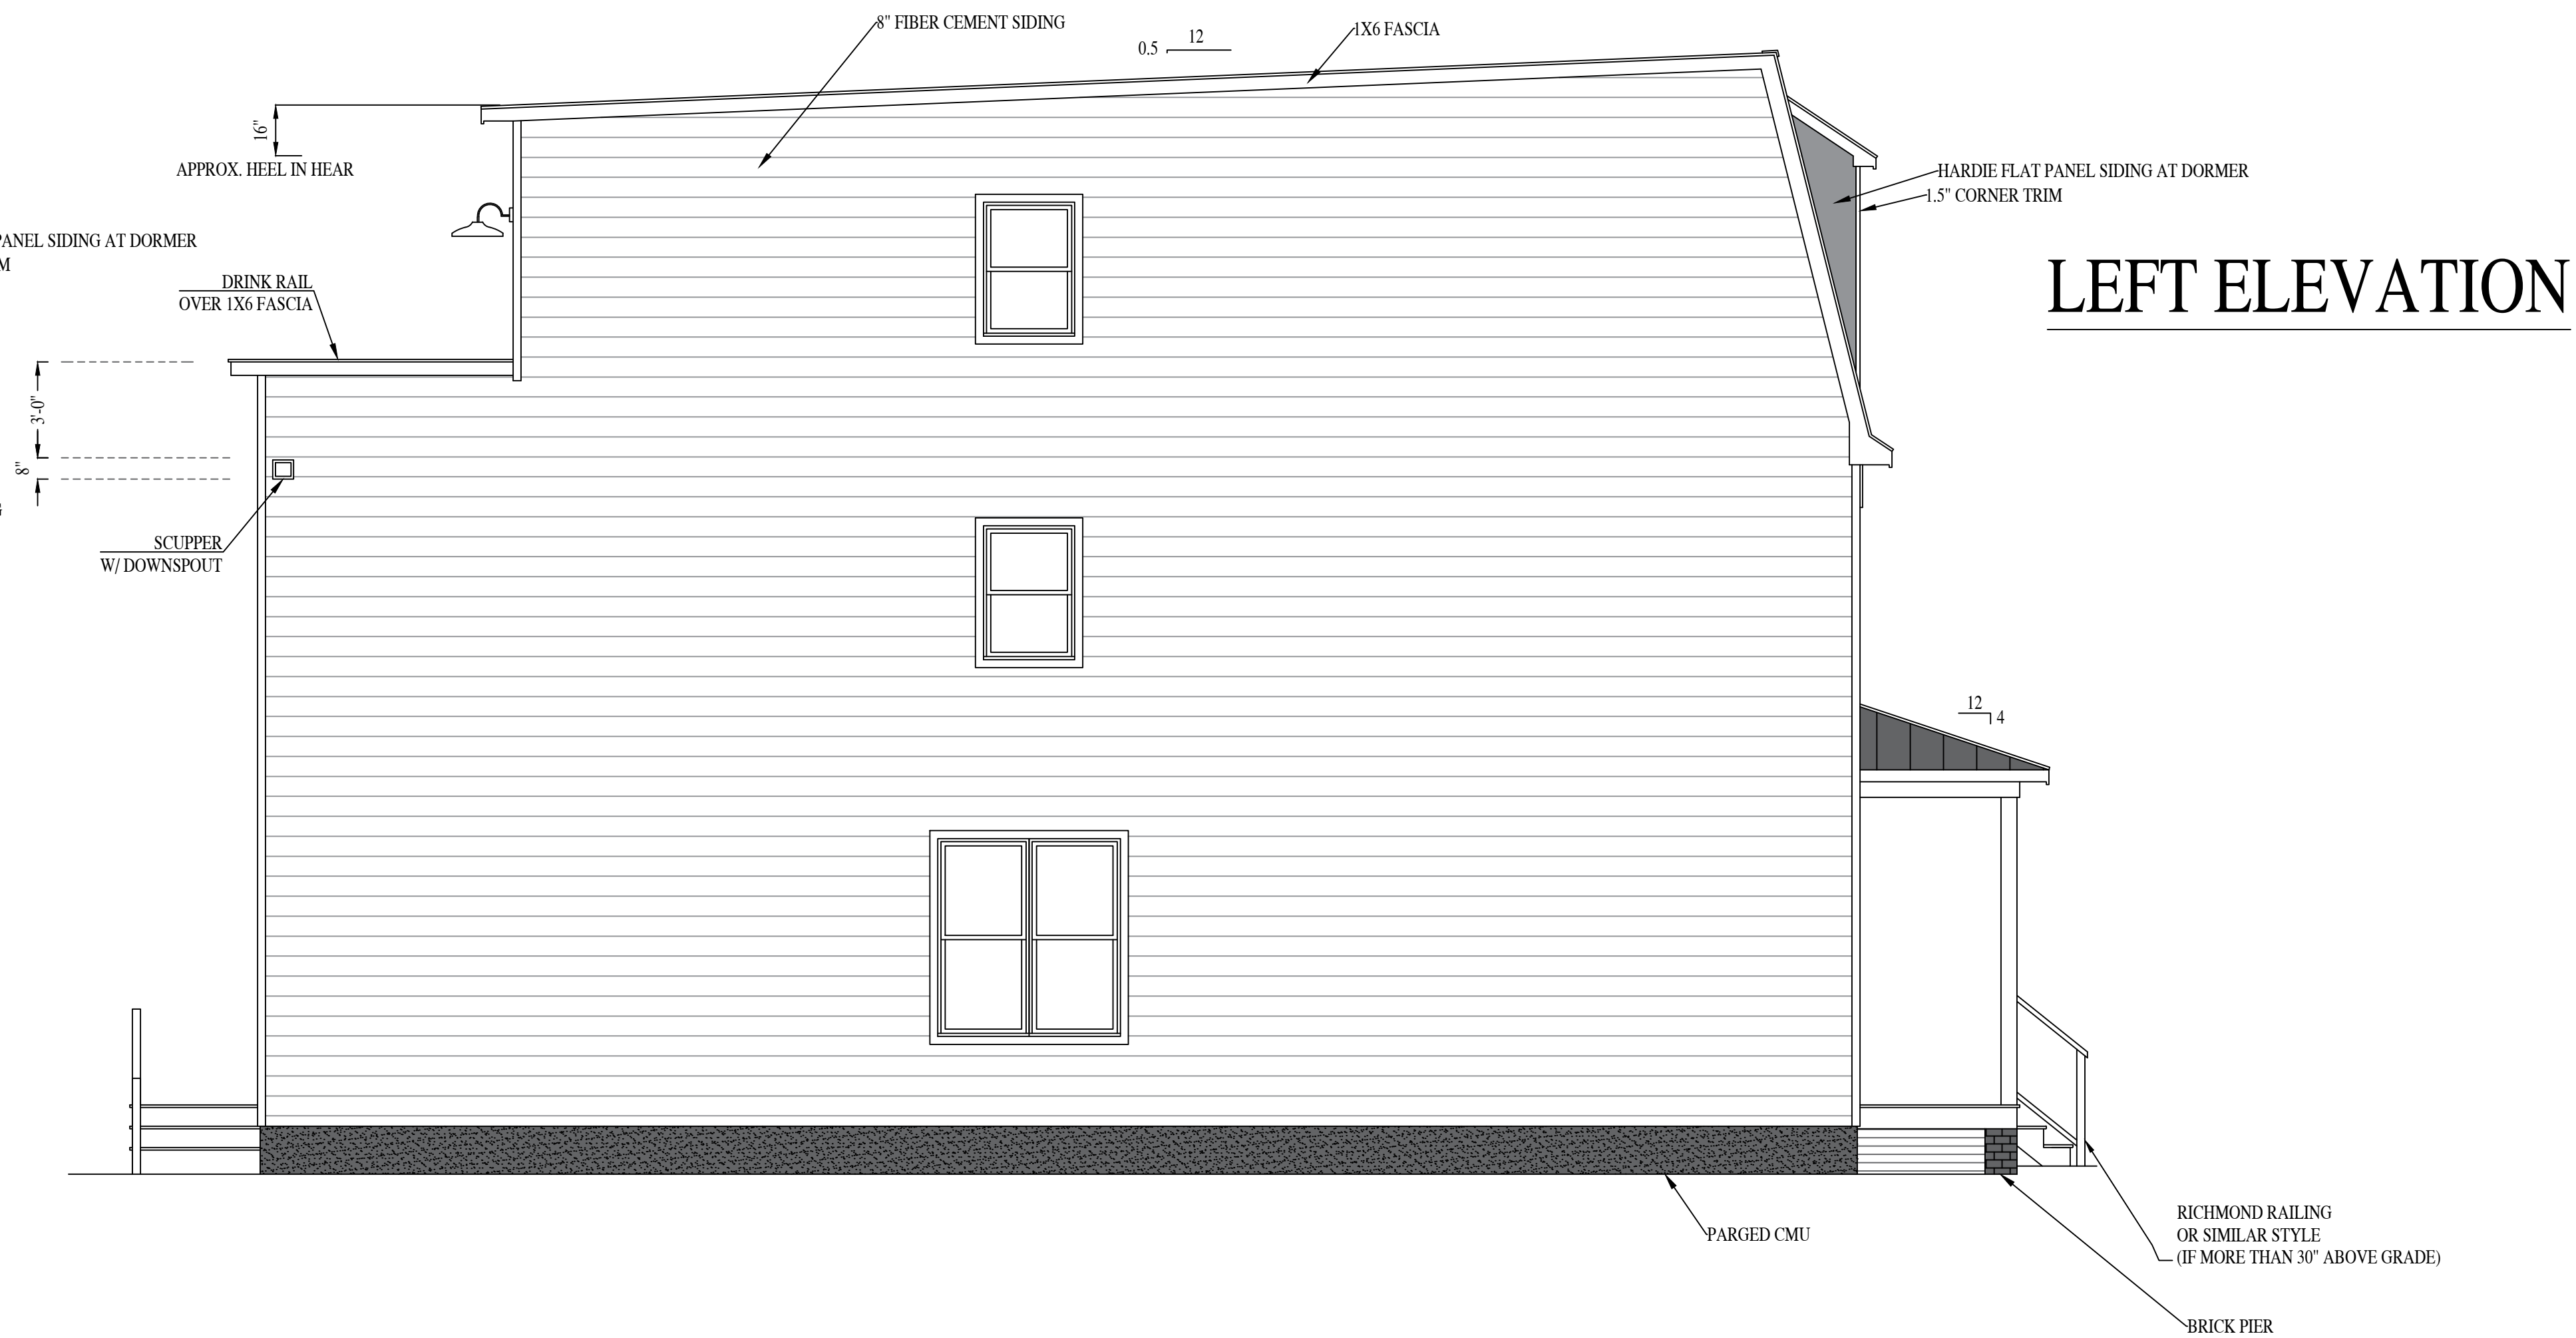 8" FIBER CEMENT SIDING
12
0.5
1X6 FASCIA
16"
APPROX. HEEL IN HEAR
HARDIE FLAT PANEL SIDING AT DORMER
1.5" CORNER TRIM
PANEL SIDING AT DORMER
LEFT ELEVATION
DRINK RAIL
OVER 1X6 FASCIA
3'-0"
8"
SCUPPER
W/ DOWNSPOUT
12
4
PARGED CMU
RICHMOND RAILING
OR SIMILAR STYLE
(IF MORE THAN 30" ABOVE GRADE)
BRICK PIER